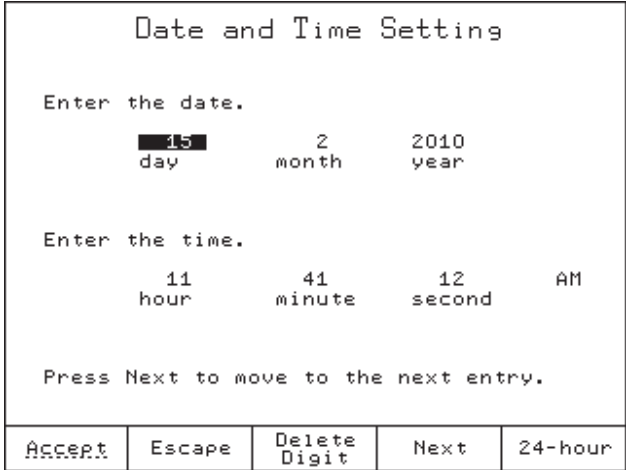 Date and Time Setting
Enter the date.
15 2 2010
day month year
Enter the time.
11 41 12 AM
hour minute second
Press Next to move to the next entry.
Accept Escape Delete Digit Next 24-hour